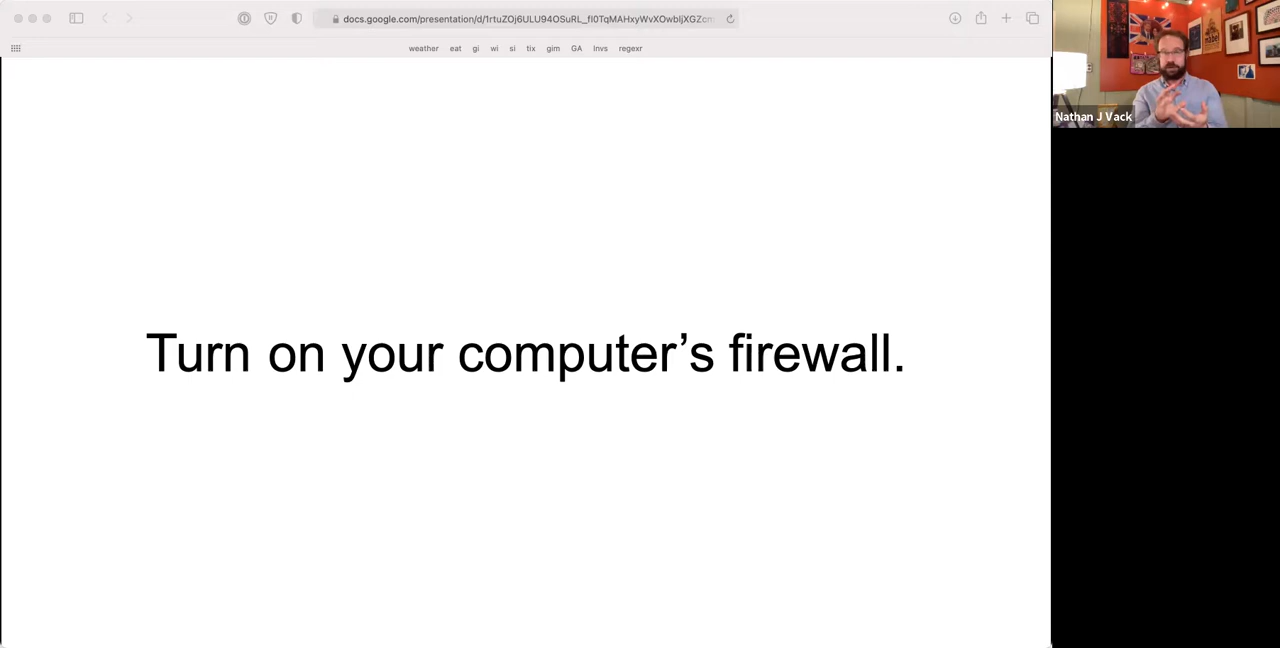 docs.google.com/presentation/d/1rtuZOj6ULU94OSuRL_fI0TqMAHxyWvXOwbljXGZcn
weather eat gi wi si tix gim GA Invs regexr
Nathan J Vack
Turn on your computer’s firewall.